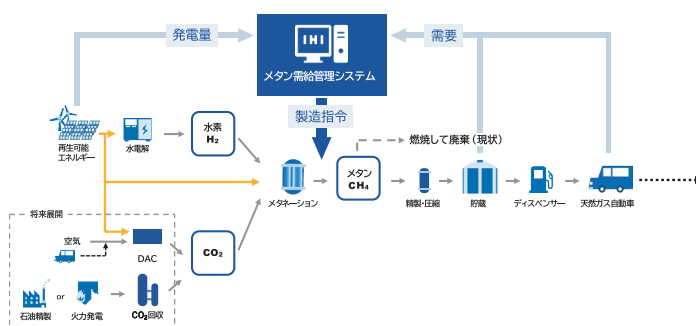 発電量
IHI
メタン需給管理システム
需要
製造指令
再生可能
エネルギー
水電解
水素
H₂
燃焼して廃棄（現状）
メタネーション
メタン
CH₄
精製・圧縮
貯蔵
ディスペンサー
天然ガス自動車
将来展開
空気
DAC
CO₂
石油精製
or
火力発電
CO₂回収